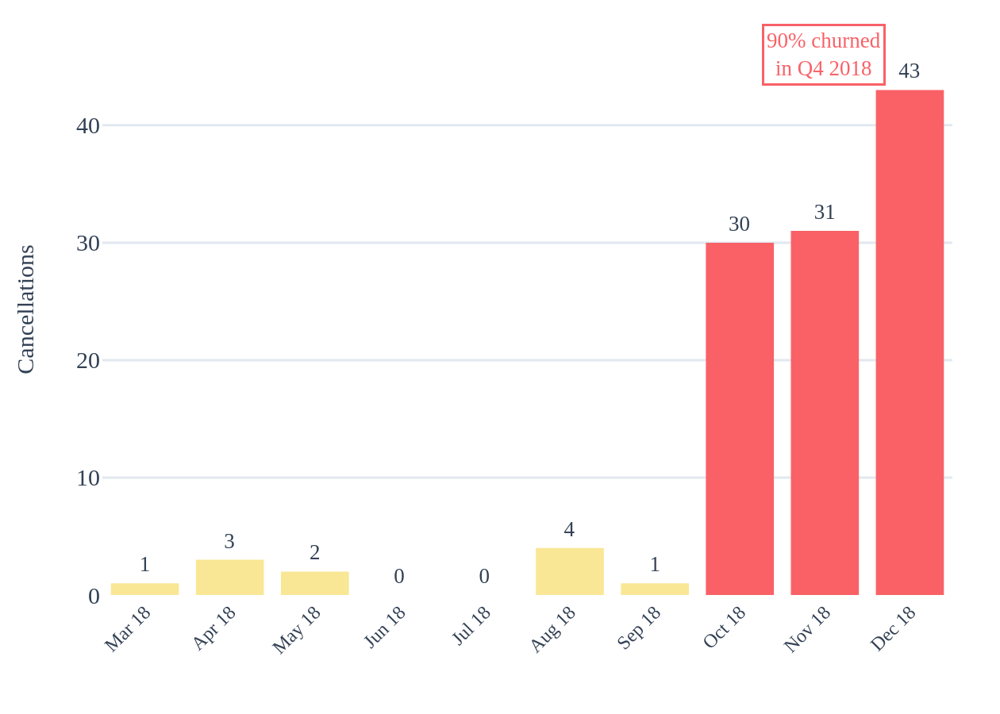 90% churned
in Q4 2018
43
40
31
30
30
Cancellations
20
10
4
3
2
1
1
0
0
0
Mar 18
Apr 18
May 18
Jun 18
Jul 18
Aug 18
Sep 18
Oct 18
Nov 18
Dec 18